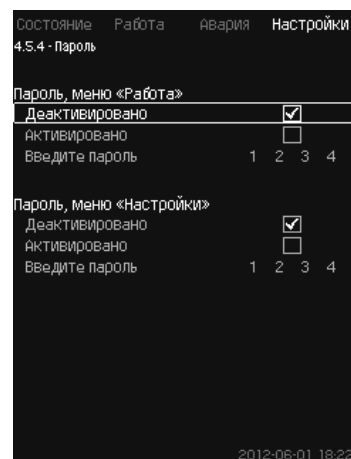 Состояние Работа Авария Настройки
4.5.4 - Пароль
Пароль, меню «Работа»
Деактивировано
Активировано
Введите пароль 1 2 3 4
Пароль, меню «Настройки»
Деактивировано
Активировано
Введите пароль 1 2 3 4
2012-06-01 18:22